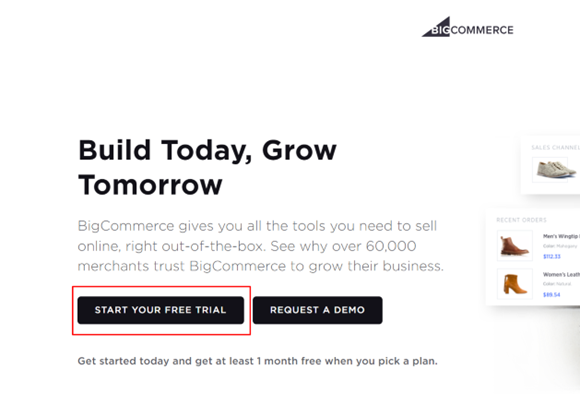 BIGCOMMERCE
Build Today, Grow
Tomorrow
BigCommerce gives you all the tools you need to sell
online, right out-of-the-box. See why over 60,000
merchants trust BigCommerce to grow their business.
START YOUR FREE TRIAL
REQUEST A DEMO
Get started today and get at least 1 month free when you pick a plan.
SALES CHANNEL
RECENT ORDERS
Men's Wingtip
Color: Mahogany
$112.33
Women's Leath
Color: Natural
$89.54